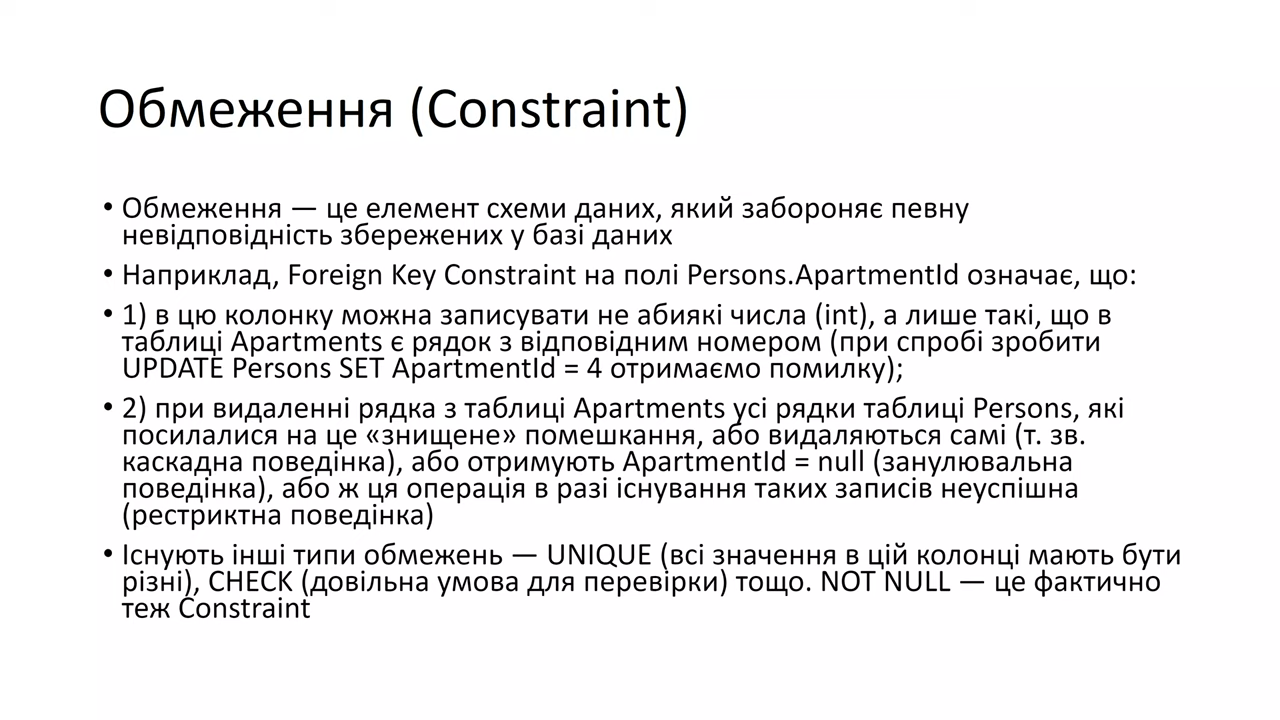 Обмеження (Constraint)
• Обмеження — це елемент схеми даних, який забороняє певну
невідповідність збережених у базі даних
• Наприклад, Foreign Key Constraint на полі Persons.ApartmentId означає, що:
• 1) в цю колонку можна записувати не абиякі числа (int), а лише такі, що в
таблиці Apartments є рядок з відповідним номером (при спробі зробити
UPDATE Persons SET ApartmentId = 4 отримаємо помилку);
• 2) при видаленні рядка з таблиці Apartments усі рядки таблиці Persons, які
посилалися на це «знищене» помешкання, або видаляються самі (т. зв.
каскадна поведінка), або отримують ApartmentId = null (занулювальна
поведінка), або ж ця операція в разі існування таких записів неуспішна
(рестриктна поведінка)
• Існують інші типи обмежень — UNIQUE (всі значення в цій колонці мають бути
різні), CHECK (довільна умова для перевірки) тощо. NOT NULL — це фактично
теж Constraint